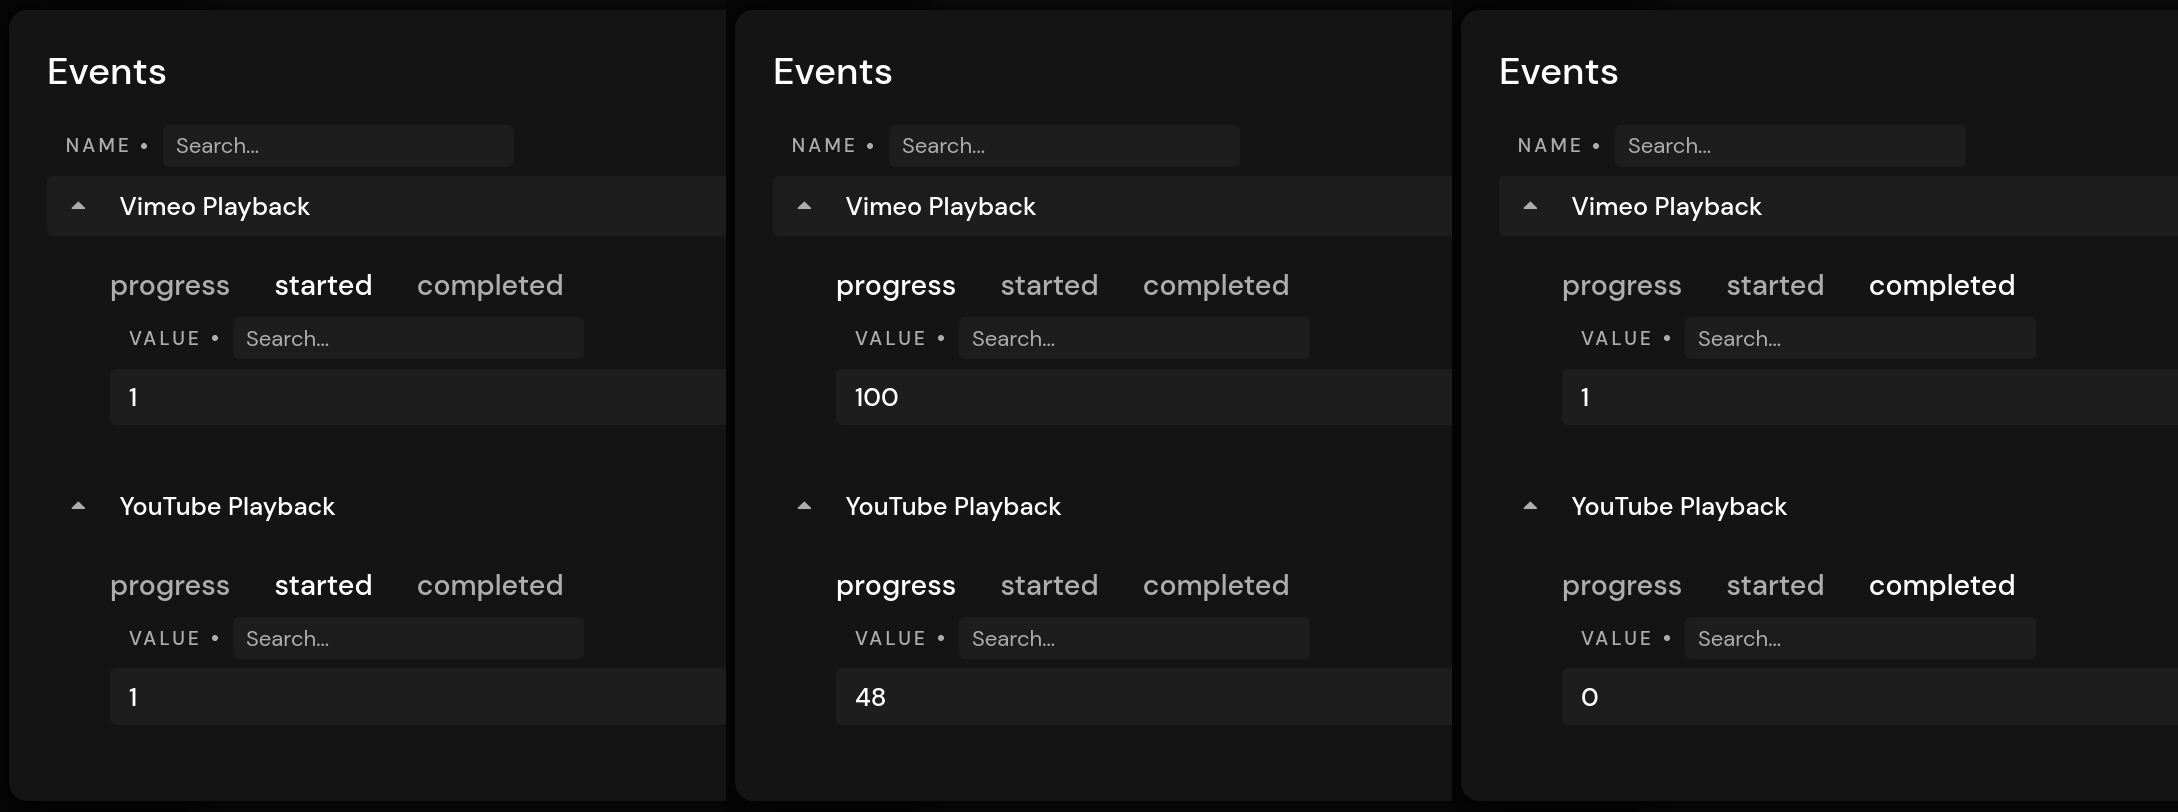 Events
NAME • Search...
Vimeo Playback
progress started completed
VALUE • Search...
1
YouTube Playback
progress started completed
VALUE • Search...
1
Events
NAME • Search...
Vimeo Playback
progress started completed
VALUE • Search...
100
YouTube Playback
progress started completed
VALUE • Search...
48
Events
NAME • Search...
Vimeo Playback
progress started completed
VALUE • Search...
1
YouTube Playback
progress started completed
VALUE • Search...
0